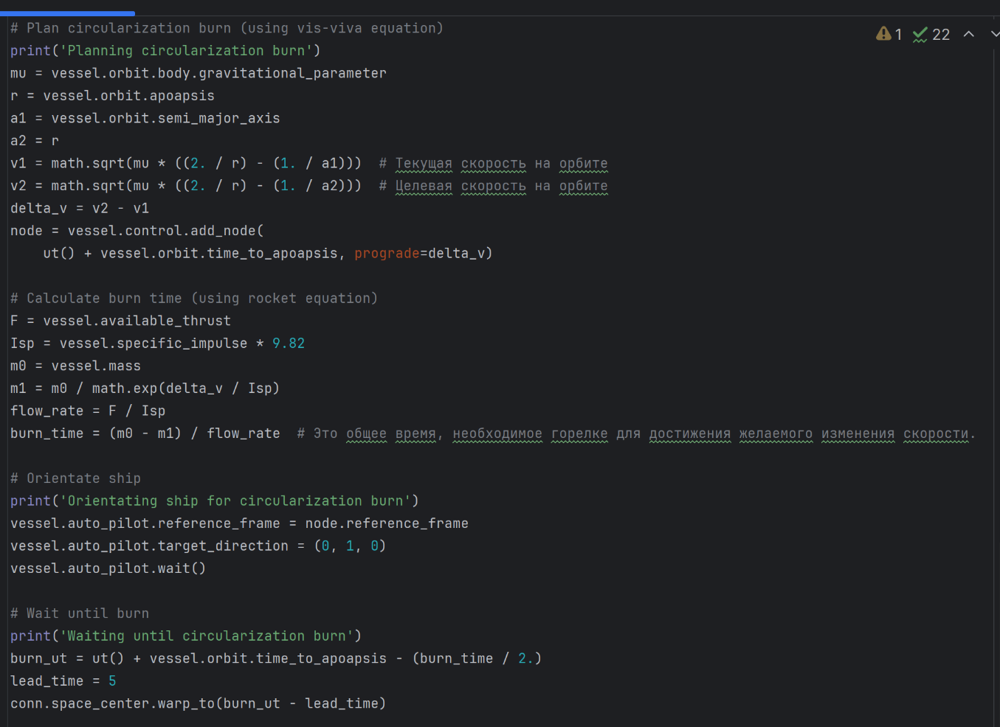 # Plan circularization burn (using vis-viva equation)
1 22
print('Planning circularization burn')
mu = vessel.orbit.body.gravitational_parameter
r = vessel.orbit.apoapsis
a1 = vessel.orbit.semi_major_axis
a2 = r
v1 = math.sqrt(mu * ((2. / r) - (1. / a1)))  # Текущая скорость на орбите
v2 = math.sqrt(mu * ((2. / r) - (1. / a2)))  # Целевая скорость на орбите
delta_v = v2 - v1
node = vessel.control.add_node(
    ut() + vessel.orbit.time_to_apoapsis, prograde=delta_v)

# Calculate burn time (using rocket equation)
F = vessel.available_thrust
Isp = vessel.specific_impulse * 9.82
m0 = vessel.mass
m1 = m0 / math.exp(delta_v / Isp)
flow_rate = F / Isp
burn_time = (m0 - m1) / flow_rate  # Это общее время, необходимое горелке для достижения желаемого изменения скорости.

# Orientate ship
print('Orientating ship for circularization burn')
vessel.auto_pilot.reference_frame = node.reference_frame
vessel.auto_pilot.target_direction = (0, 1, 0)
vessel.auto_pilot.wait()

# Wait until burn
print('Waiting until circularization burn')
burn_ut = ut() + vessel.orbit.time_to_apoapsis - (burn_time / 2.)
lead_time = 5
conn.space_center.warp_to(burn_ut - lead_time)